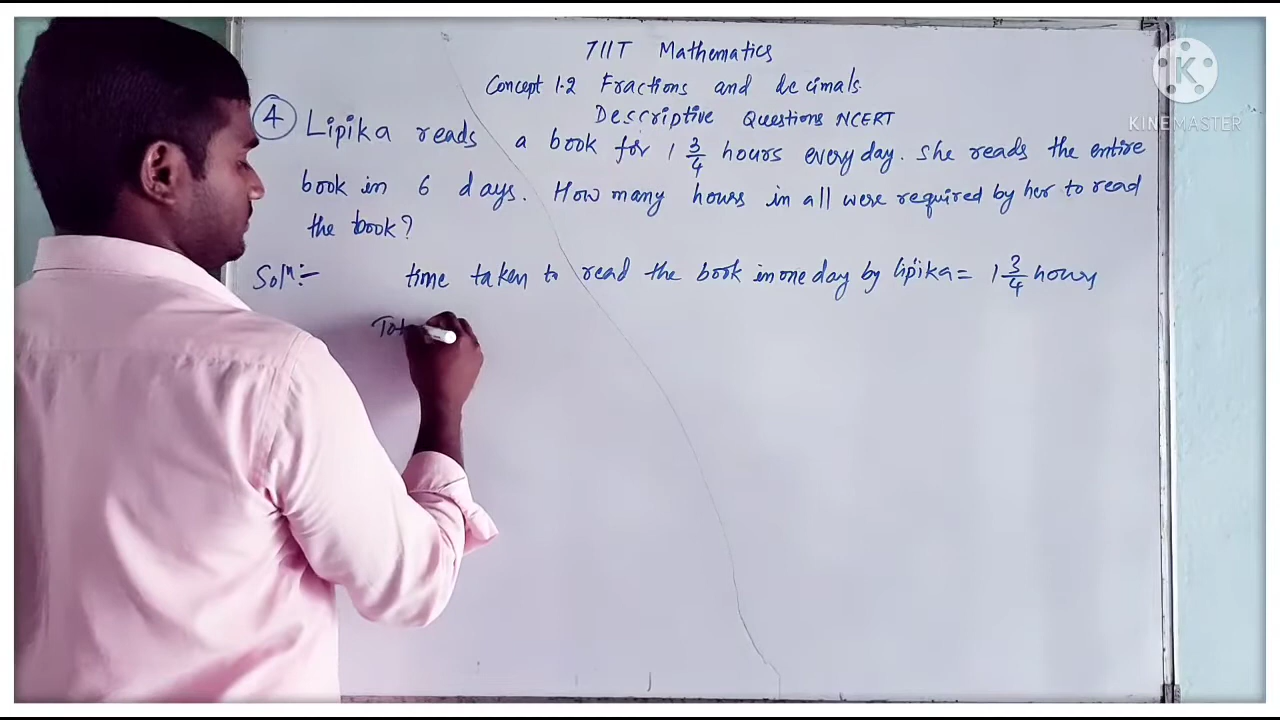 7IIT Mathematics
Concept 1.2 Fractions and decimals.
Descriptive Questions NCERT
4 Lipika reads a book for 1 3/4 hours every day. She reads the entire
book in 6 days. How many hours in all were required by her to read
the book?
Solⁿ:- time taken to read the book in one day by lipika = 1 3/4 hours
Tot
K
KINEMASTER